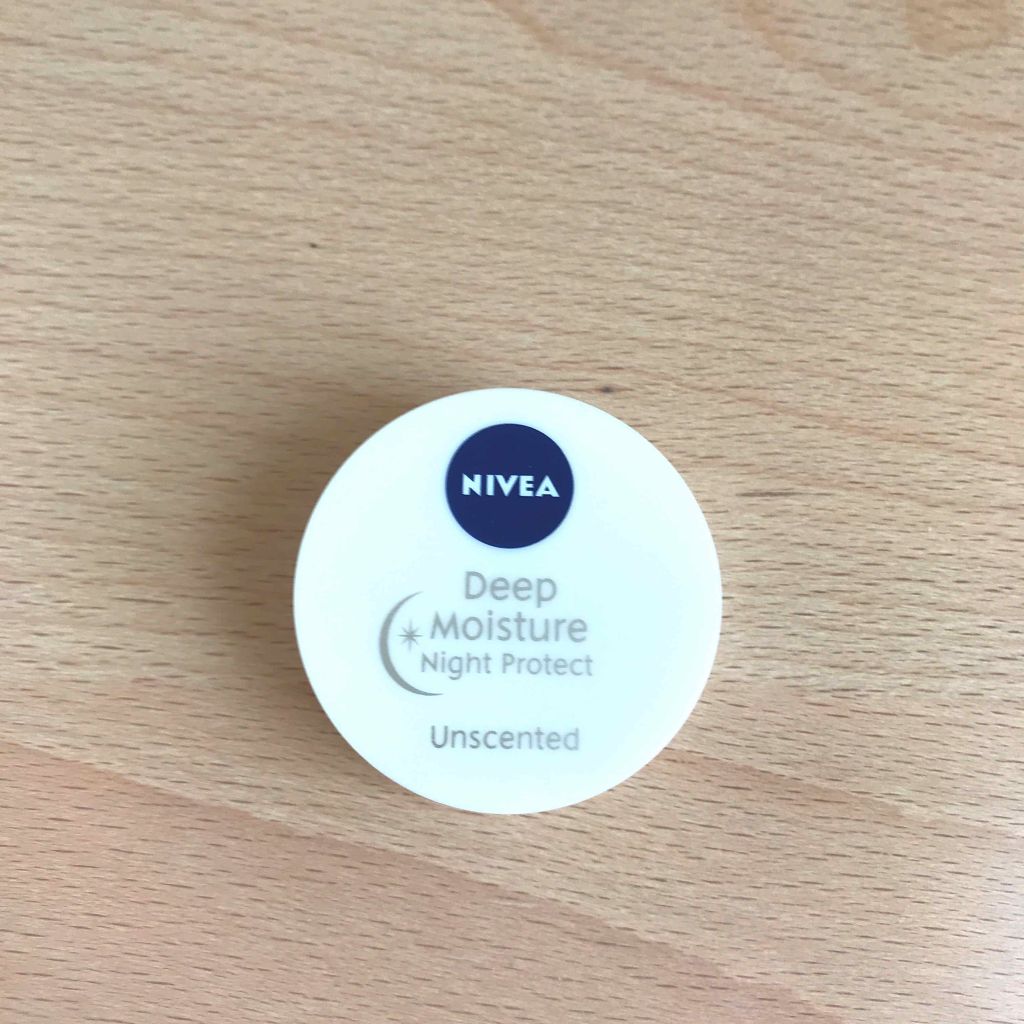 NIVEA
Deep
Moisture
Night Protect
Unscented